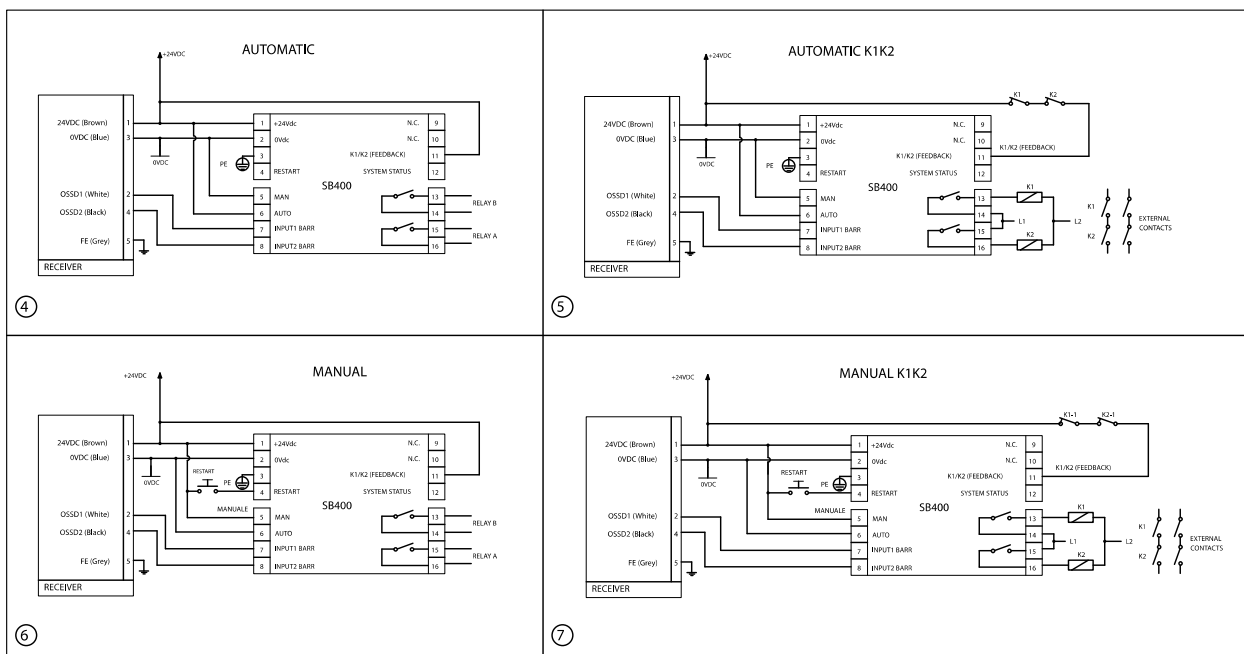 AUTOMATIC
+24VDC
24VDC (Brown) 1
0VDC (Blue) 3
0VDC
OSSD1 (White) 2
OSSD2 (Black) 4
FE (Grey) 5
RECEIVER
PE
1 +24Vdc
2 0Vdc
3
4 RESTART
5 MAN
6 AUTO
7 INPUT1 BARR
8 INPUT2 BARR
SB400
N.C. 9
N.C. 10
K1/K2 (FEEDBACK) 11
SYSTEM STATUS 12
13
14
15
16
RELAY B
RELAY A
4
AUTOMATIC K1K2
+24VDC
K1 K2
24VDC (Brown) 1
0VDC (Blue) 3
0VDC
OSSD1 (White) 2
OSSD2 (Black) 4
FE (Grey) 5
RECEIVER
PE
1 +24Vdc
2 0Vdc
3
4 RESTART
5 MAN
6 AUTO
7 INPUT1 BARR
8 INPUT2 BARR
SB400
N.C. 9
N.C. 10
11 K1/K2 (FEEDBACK)
SYSTEM STATUS 12
13
14
15
16
K1
L1
L2
K2
K1
K2
EXTERNAL
CONTACTS
5
MANUAL
+24VDC
24VDC (Brown) 1
0VDC (Blue) 3
0VDC
OSSD1 (White) 2
OSSD2 (Black) 4
FE (Grey) 5
RECEIVER
RESTART
PE
MANUALE
1 +24Vdc
2 0Vdc
3
4 RESTART
5 MAN
6 AUTO
7 INPUT1 BARR
8 INPUT2 BARR
SB400
N.C. 9
N.C. 10
K1/K2 (FEEDBACK) 11
SYSTEM STATUS 12
13
14
15
16
RELAY B
RELAY A
6
MANUAL K1K2
+24VDC
K1-1 K2-1
24VDC (Brown) 1
0VDC (Blue) 3
0VDC
OSSD1 (White) 2
OSSD2 (Black) 4
FE (Grey) 5
RECEIVER
RESTART
PE
MANUALE
1 +24Vdc
2 0Vdc
3
4 RESTART
5 MAN
6 AUTO
7 INPUT1 BARR
8 INPUT2 BARR
SB400
N.C. 9
N.C. 10
11 K1/K2 (FEEDBACK)
SYSTEM STATUS 12
13
14
15
16
K1
L1
L2
K2
K1
K2
EXTERNAL
CONTACTS
7